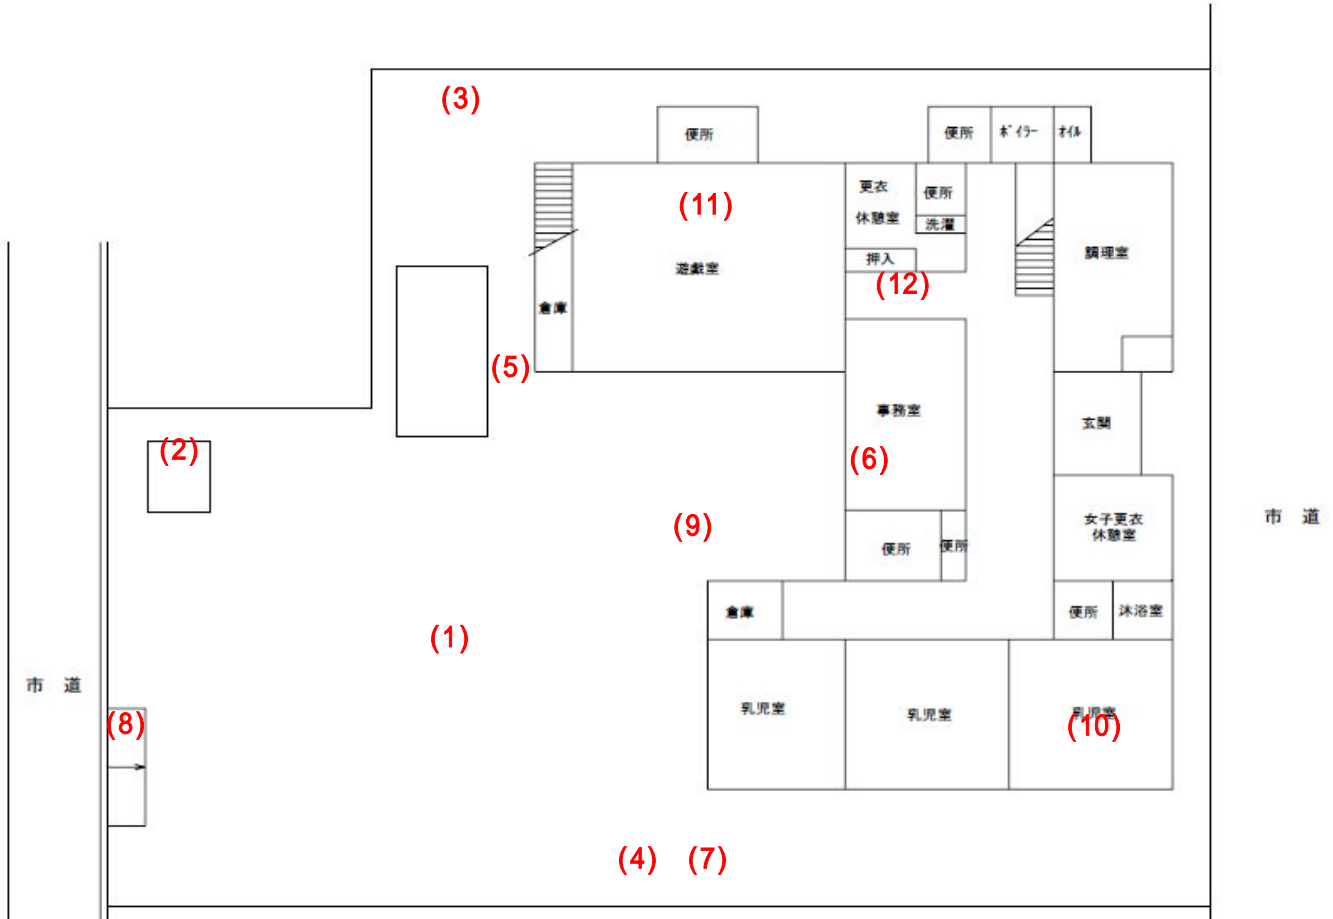 (3)
便所
便所
ﾎﾞｲﾗｰ
ｵｲﾙ
更衣
休憩室
便所
洗濯
(11)
押入
調理室
遊戯室
(12)
倉庫
(5)
事務室
玄関
(2)
(6)
(9)
女子更衣
休憩室
市 道
便所
便所
倉庫
便所
沐浴室
(1)
市 道
乳児室
乳児室
乳児室
(8)
(10)
(4)
(7)